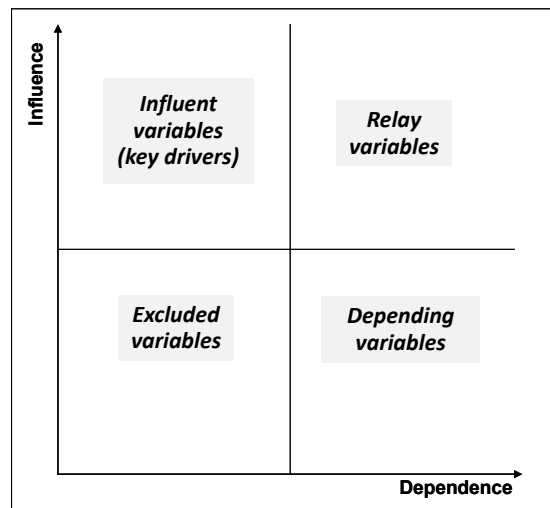 Influence
Influent
variables
(key drivers)
Relay
variables
Excluded
variables
Depending
variables
Dependence